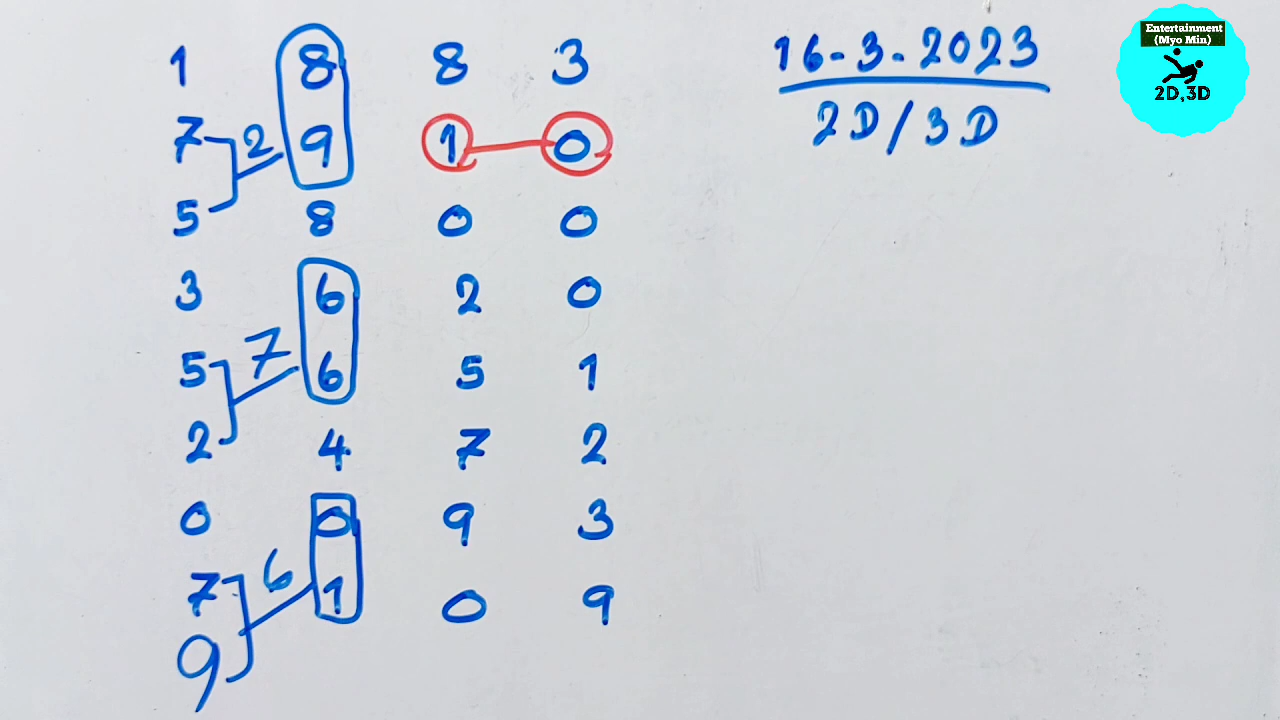 1 8 8 3
7 2 9 1 0
5 8 0 0
3 6 2 0
5 7 6 5 1
2 4 7 2
0 0 9 3
7 6 1 0 9
9
16-3-2023
2D/3D
Entertainment
(Myo Min)
2D,3D